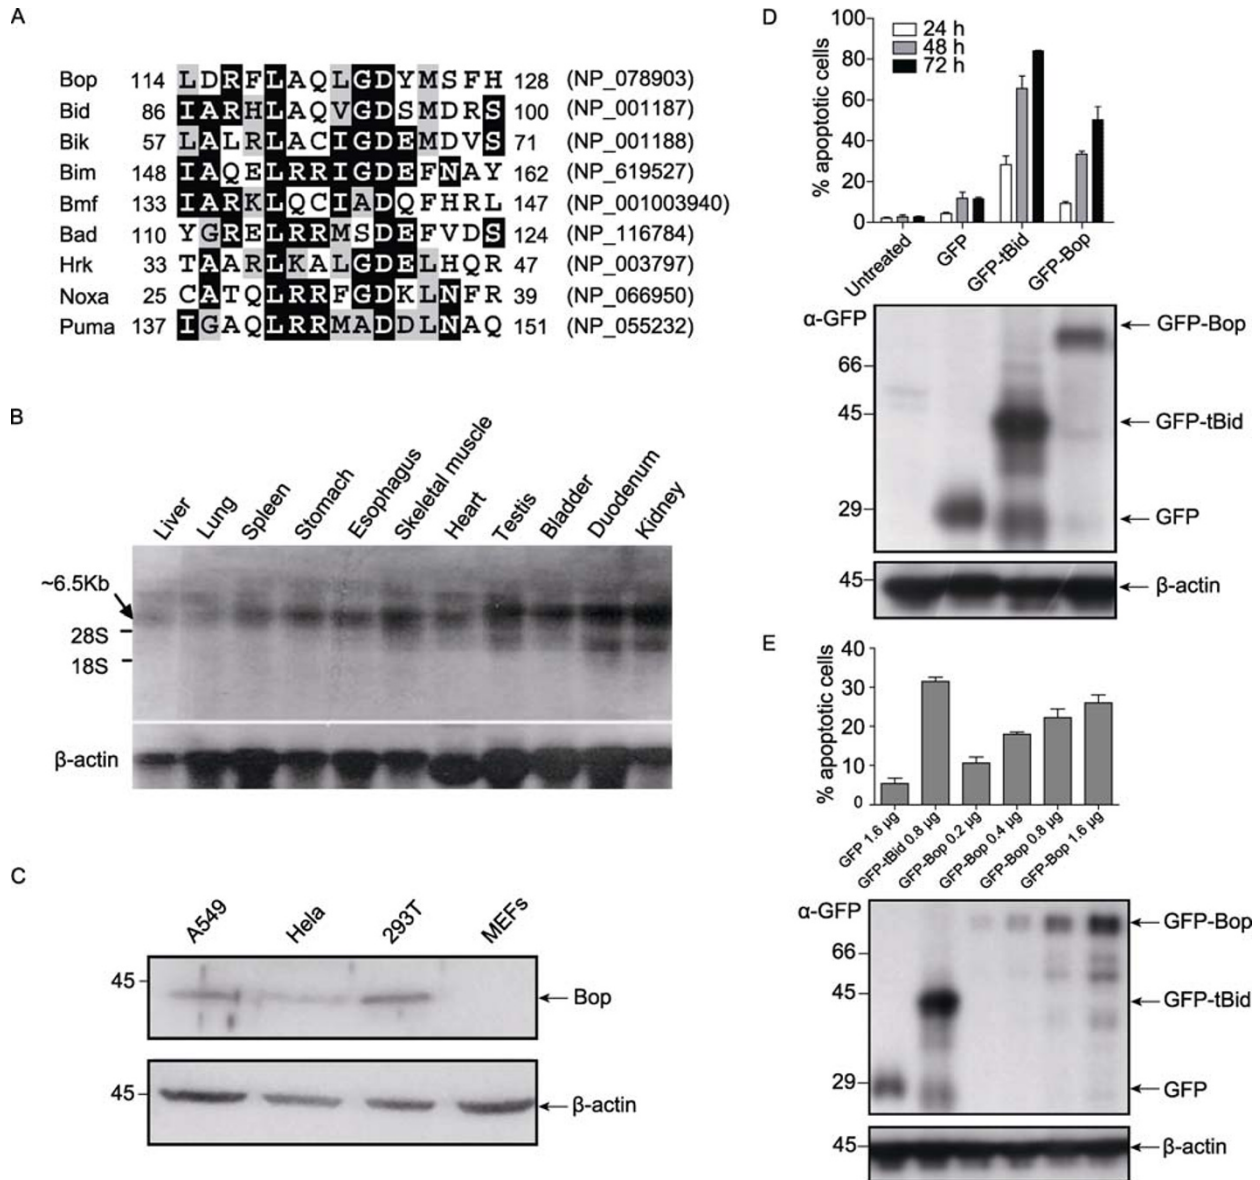 A
Bop 114 LDRFLAQLGDYMSFH 128 (NP_078903)
Bid 86 IARHLAQVGDSMDRS 100 (NP_001187)
Bik 57 LALRLACIGDEMDVS 71 (NP_001188)
Bim 148 IAQELRRIGDEFNAY 162 (NP_619527)
Bmf 133 IARKLQCIADQFHRL 147 (NP_001003940)
Bad 110 YGRELRRMSDEFVDS 124 (NP_116784)
Hrk 33 TAARLKALGDELHQR 47 (NP_003797)
Noxa 25 CATQLRRFGDKLNFR 39 (NP_066950)
Puma 137 IGAQLRRMADDLNAQ 151 (NP_055232)
B
Liver Lung Spleen Stomach Esophagus Skeletal muscle Heart Testis Bladder Duodenum Kidney
~6.5Kb
28S
18S
β-actin
C
A549 Hela 293T MEFs
45
Bop
45
β-actin
D
% apoptotic cells
100
80
60
40
20
0
24 h
48 h
72 h
Untreated GFP GFP-tBid GFP-Bop
α-GFP
GFP-Bop
66
45
GFP-tBid
29
GFP
45
β-actin
E
% apoptotic cells
40
30
20
10
0
GFP 1.6 µg
GFP-tBid 0.8 µg
GFP-Bop 0.2 µg
GFP-Bop 0.4 µg
GFP-Bop 0.8 µg
GFP-Bop 1.6 µg
α-GFP
GFP-Bop
66
45
GFP-tBid
29
GFP
45
β-actin